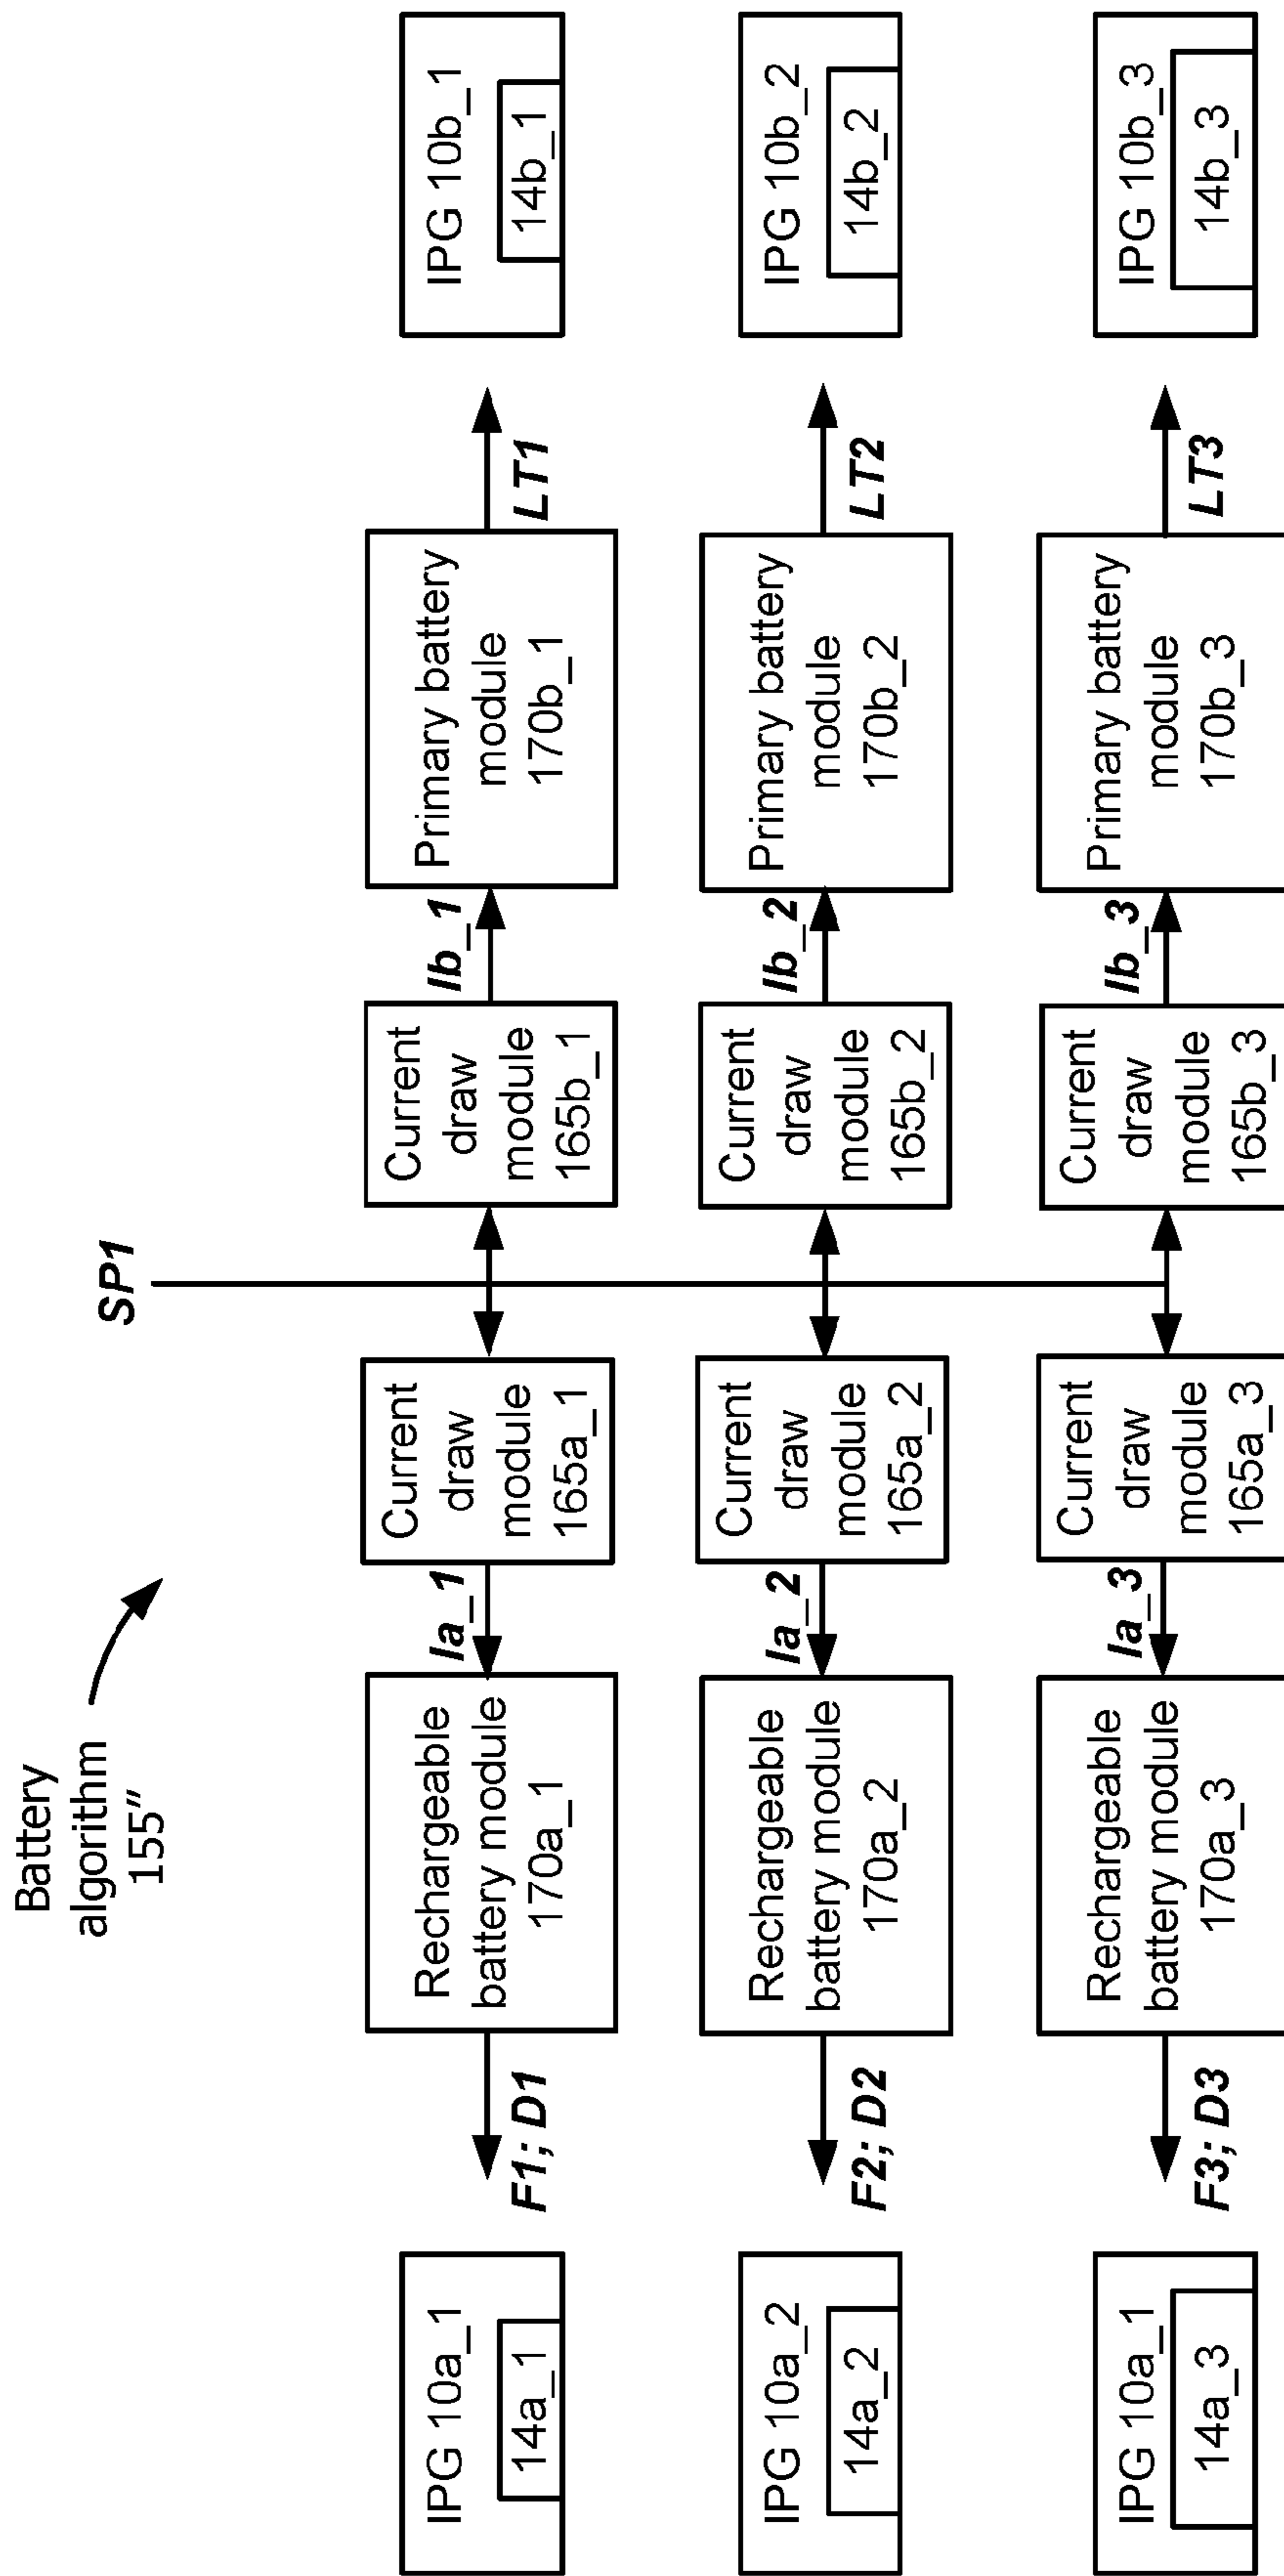 Battery
algorithm
155"
SP1
IPG 10a_1
14a_1
F1; D1
Rechargeable
battery module
170a_1
Ia_1
Current
draw
module
165a_1
Current
draw
module
165b_1
Ib_1
Primary battery
module
170b_1
LT1
IPG 10b_1
14b_1
IPG 10a_2
14a_2
F2; D2
Rechargeable
battery module
170a_2
Ia_2
Current
draw
module
165a_2
Current
draw
module
165b_2
Ib_2
Primary battery
module
170b_2
LT2
IPG 10b_2
14b_2
IPG 10a_1
14a_3
F3; D3
Rechargeable
battery module
170a_3
Ia_3
Current
draw
module
165a_3
Current
draw
module
165b_3
Ib_3
Primary battery
module
170b_3
LT3
IPG 10b_3
14b_3